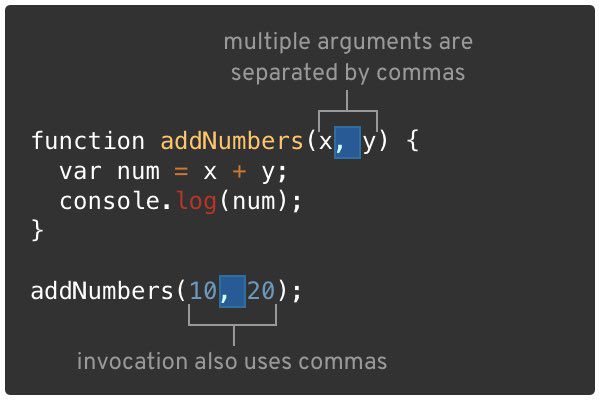 multiple arguments are
separated by commas
function addNumbers(x, y) {
  var num = x + y;
  console.log(num);
}
addNumbers(10, 20);
invocation also uses commas